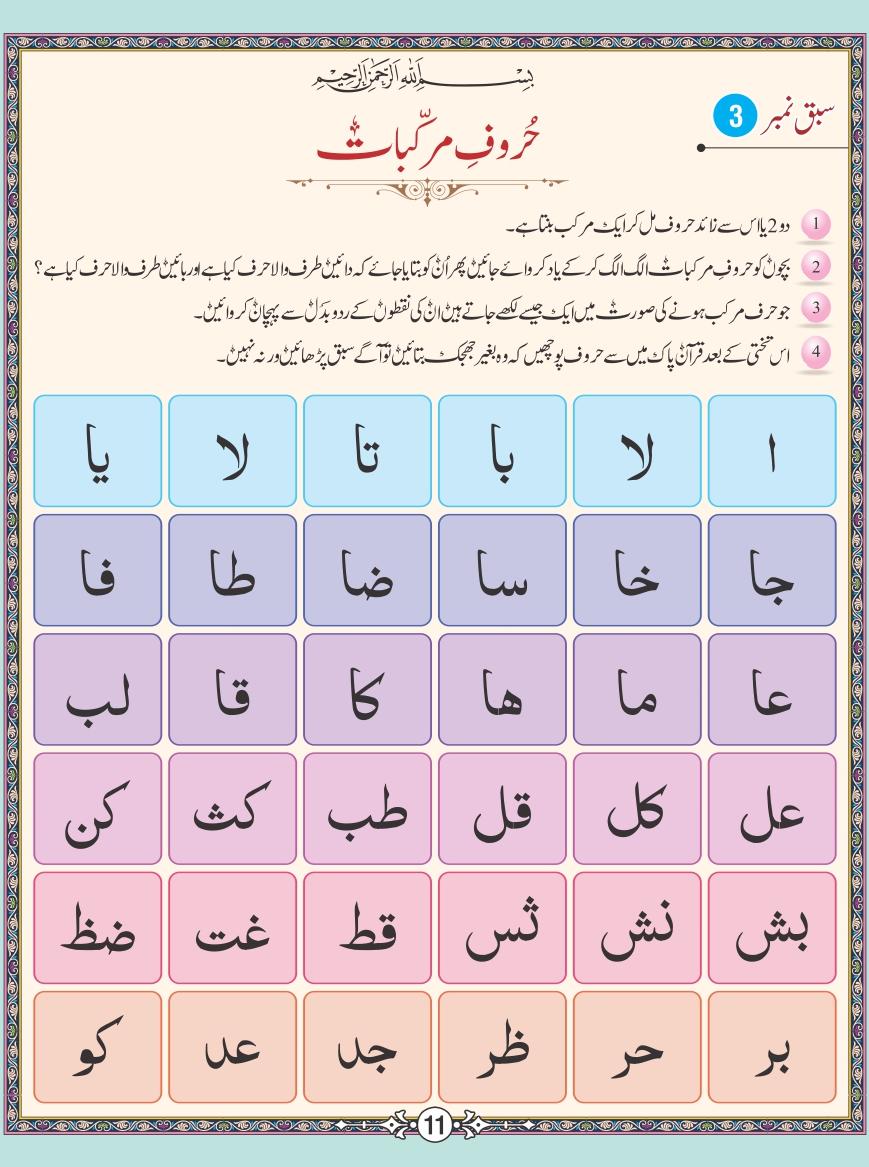 بِسْمِ اللّٰهِ الرَّحْمٰنِ الرَّحِيْمِ
سبق نمبر 3
حُروفِ مرکّبات
1 دو 2 یا اس سے زائد حروف مل کر ایک مرکب بنتا ہے۔
2 بچوں کو حروفِ مرکبات الگ الگ کر کے یاد کروائے جائیں پھر اُن کو بتایا جائے کہ دائیں طرف والا حرف کیا ہے اور بائیں طرف والا حرف کیا ہے؟
3 جو حرف مرکب ہونے کی صورت میں ایک جیسے لکھے جاتے ہیں ان کی نقطوں کے ردو بدَل سے پہچان کروائیں۔
4 اس تختی کے بعد قرآن پاک میں سے حروف پوچھیں کہ وہ بغیر جھجک بتائیں تو آگے سبق پڑھائیں ورنہ نہیں۔
ا لا با تا لا یا
جا خا سا ضا طا فا
عا ما ها کا قا لب
عل کل قل طب کث کن
بش نش ثس قط غت ضظ
بر حر ظر جد عد کو
11